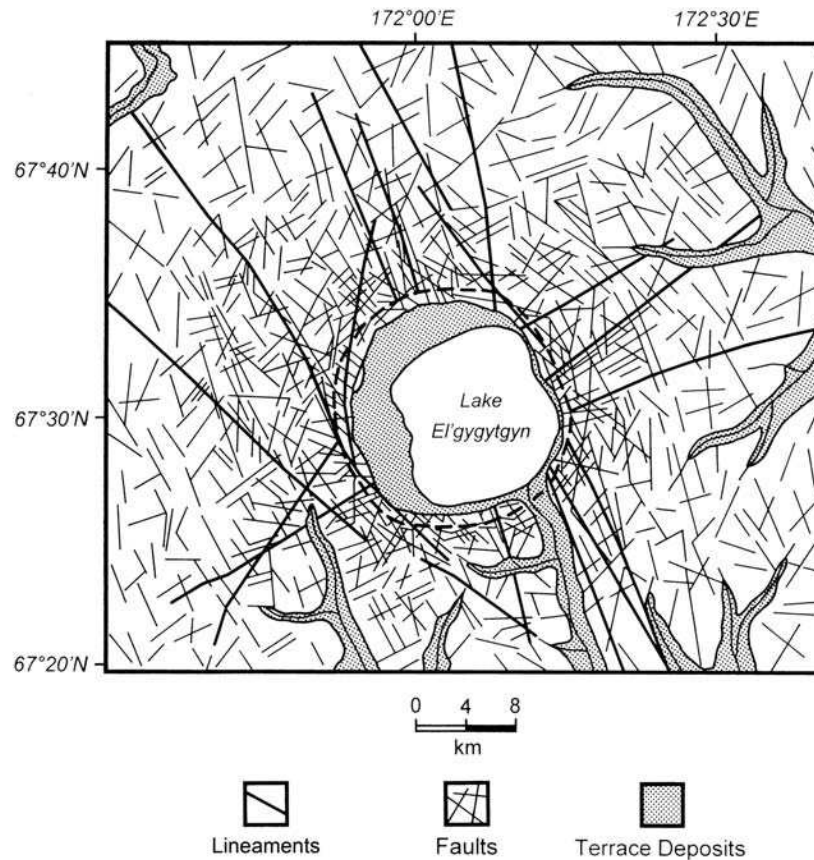 172°00'E 172°30'E
67°40'N
67°30'N
67°20'N
Lake
El'gygytgyn
0 4 8
km
Lineaments Faults Terrace Deposits